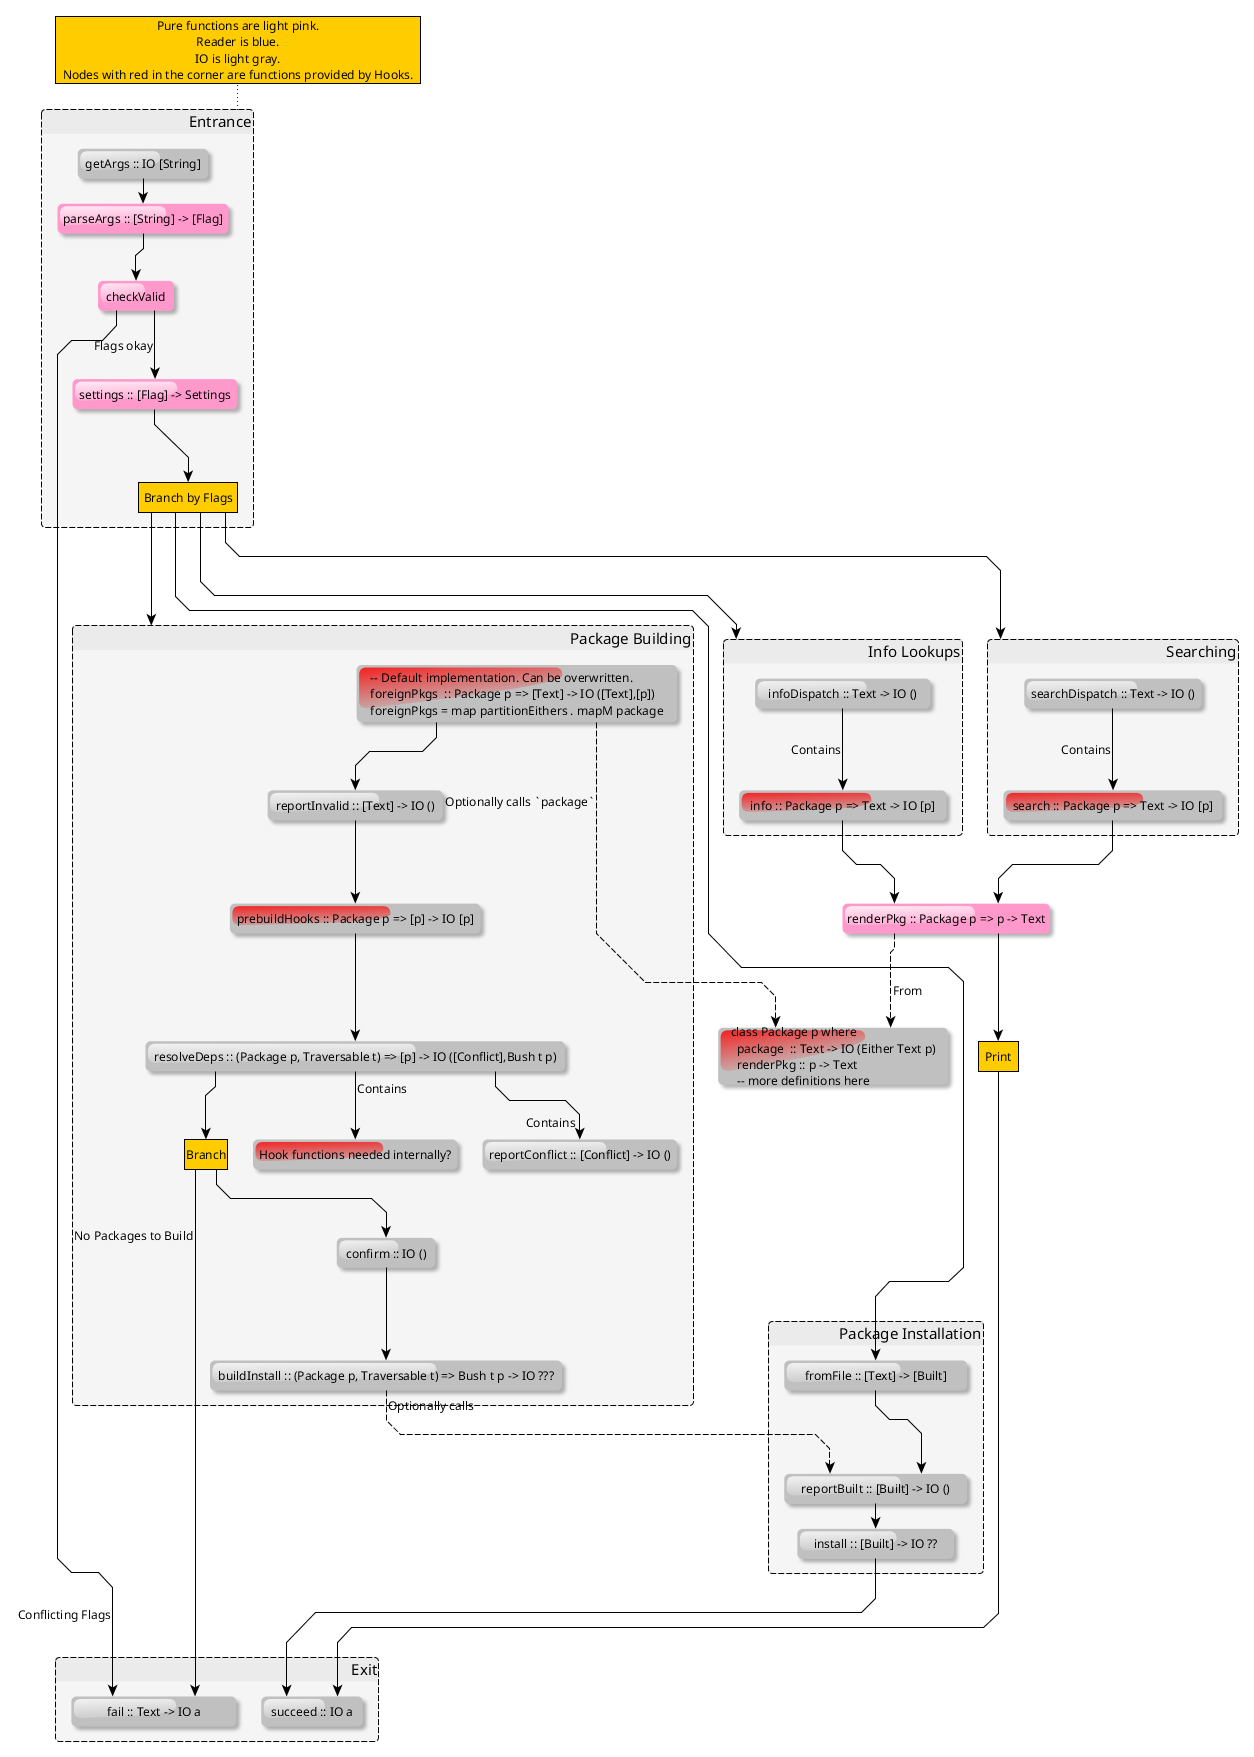 Pure functions are light pink.
Reader is blue.
IO is light gray.
Nodes with red in the corner are functions provided by Hooks.
Entrance
getArgs :: IO [String]
parseArgs :: [String] -> [Flag]
checkValid
Flags okay
settings :: [Flag] -> Settings
Branch by Flags
Package Building
-- Default implementation. Can be overwritten.
foreignPkgs :: Package p => [Text] -> IO ([Text],[p])
foreignPkgs = map partitionEithers . mapM package
reportInvalid :: [Text] -> IO ()
Optionally calls `package`
prebuildHooks :: Package p => [p] -> IO [p]
resolveDeps :: (Package p, Traversable t) => [p] -> IO ([Conflict],Bush t p)
Contains
Contains
Branch
Hook functions needed internally?
reportConflict :: [Conflict] -> IO ()
No Packages to Build
confirm :: IO ()
buildInstall :: (Package p, Traversable t) => Bush t p -> IO ???
Optionally calls
Info Lookups
infoDispatch :: Text -> IO ()
Contains
info :: Package p => Text -> IO [p]
Searching
searchDispatch :: Text -> IO ()
Contains
search :: Package p => Text -> IO [p]
renderPkg :: Package p => p -> Text
From
class Package p where
package :: Text -> IO (Either Text p)
renderPkg :: p -> Text
-- more definitions here
Print
Package Installation
fromFile :: [Text] -> [Built]
reportBuilt :: [Built] -> IO ()
install :: [Built] -> IO ??
Conflicting Flags
Exit
fail :: Text -> IO a
succeed :: IO a